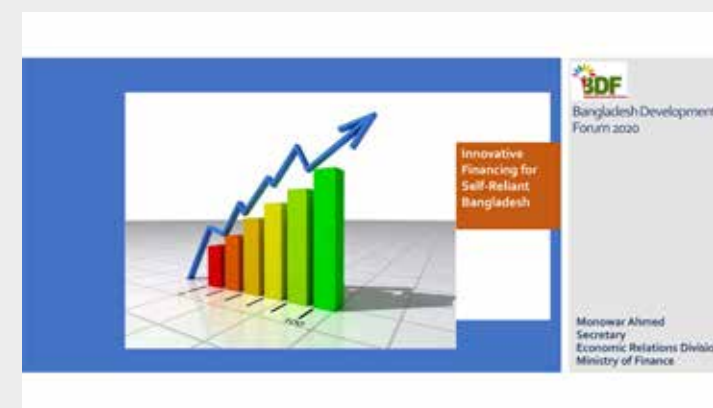 BDF
Bangladesh Development
Forum 2020
Innovative
Financing for
Self-Reliant
Bangladesh
Monowar Ahmed
Secretary
Economic Relations Divisio
Ministry of Finance